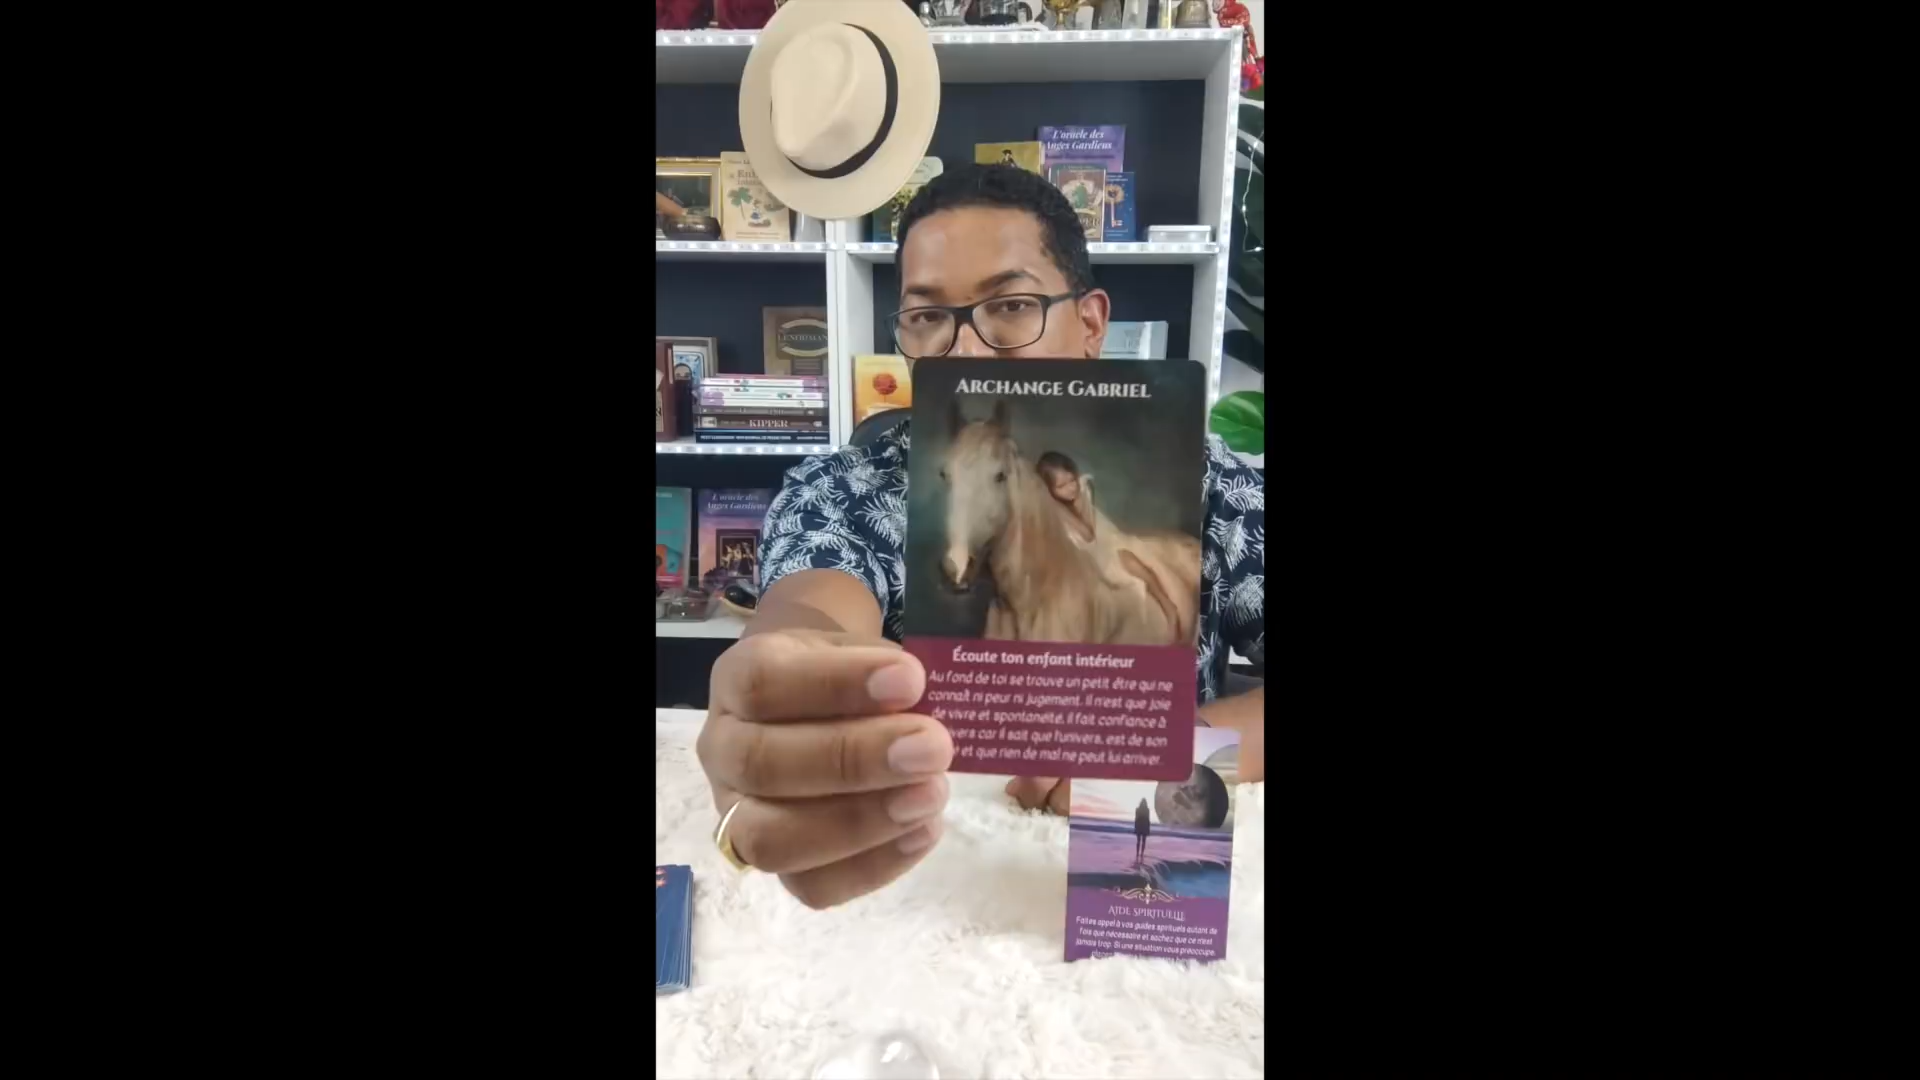 L'oracle des
Anges Gardiens
KIPPER
L'oracle des
Anges Gardiens
ARCHANGE GABRIEL
Écoute ton enfant intérieur
Au fond de toi se trouve un petit être qui ne
connaît ni peur ni jugement. Il n'est que joie
de vivre et spontanéité, il fait confiance à
car il sait que l'univers, est de son
et que rien de mal ne peut lui arriver.
AIDE SPIRITUELLE
Faites appel à vos guides spirituels autant de
fois que nécessaire et sachez que ce n'est
jamais trop. Si une situation vous préoccupe,